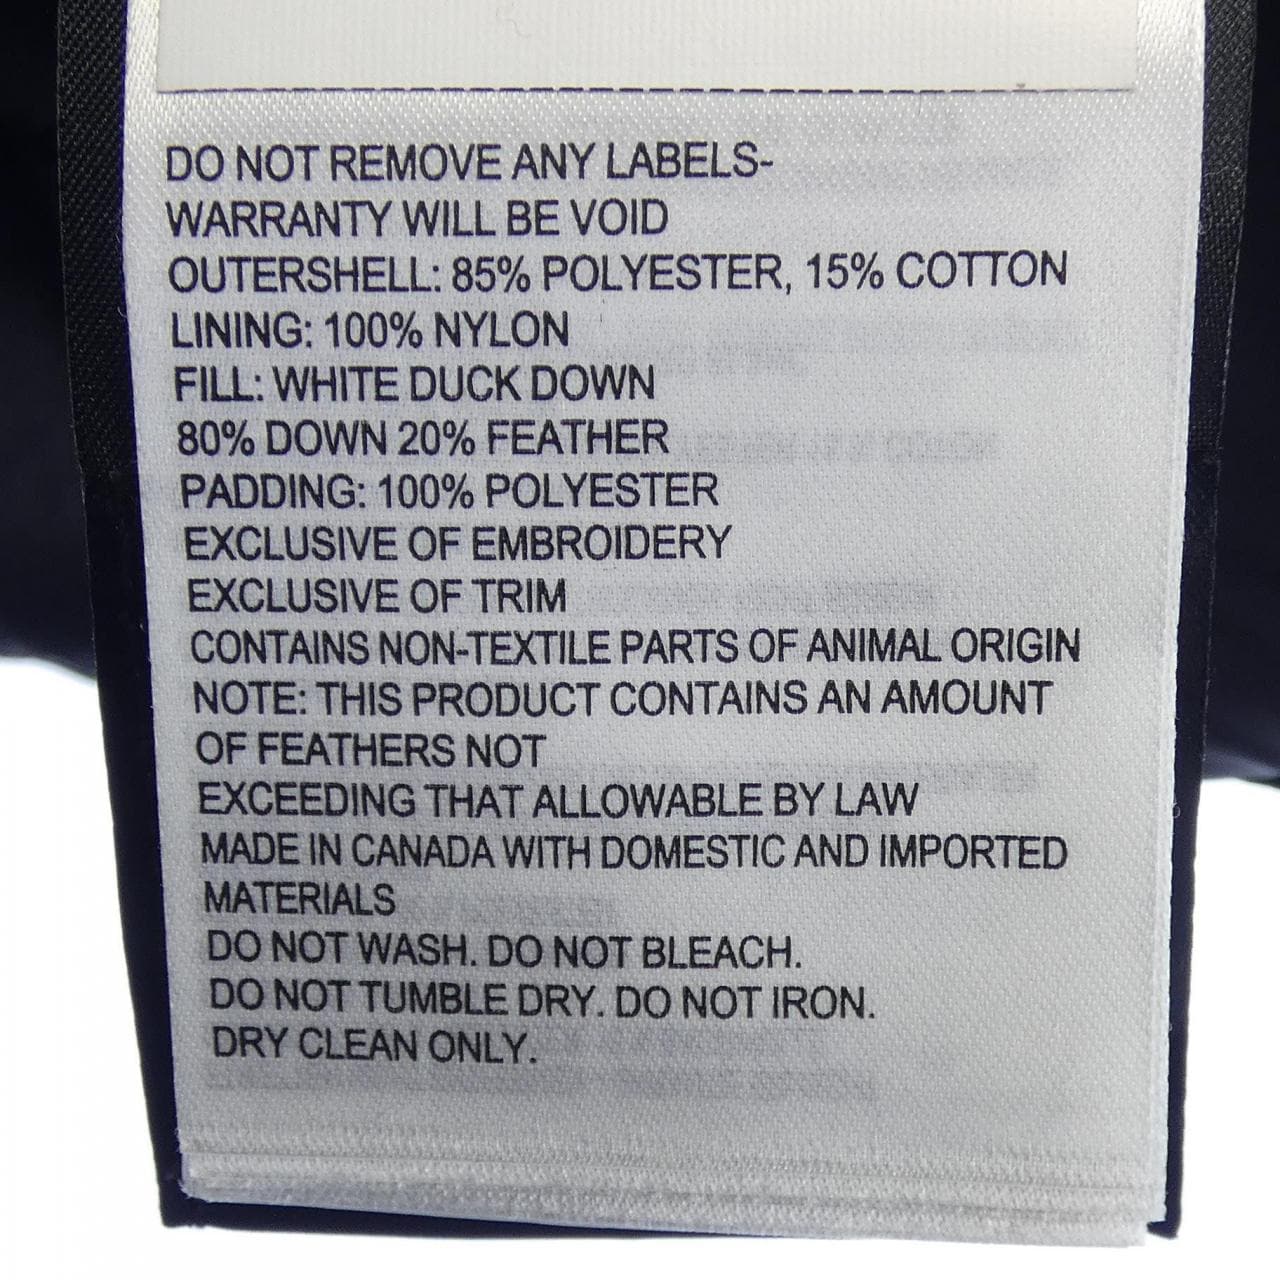 DO NOT REMOVE ANY LABELS-
WARRANTY WILL BE VOID
OUTERSHELL: 85% POLYESTER, 15% COTTON
LINING: 100% NYLON
FILL: WHITE DUCK DOWN
80% DOWN 20% FEATHER
PADDING: 100% POLYESTER
EXCLUSIVE OF EMBROIDERY
EXCLUSIVE OF TRIM
CONTAINS NON-TEXTILE PARTS OF ANIMAL ORIGIN
NOTE: THIS PRODUCT CONTAINS AN AMOUNT
OF FEATHERS NOT
EXCEEDING THAT ALLOWABLE BY LAW
MADE IN CANADA WITH DOMESTIC AND IMPORTED
MATERIALS
DO NOT WASH. DO NOT BLEACH.
DO NOT TUMBLE DRY. DO NOT IRON.
DRY CLEAN ONLY.